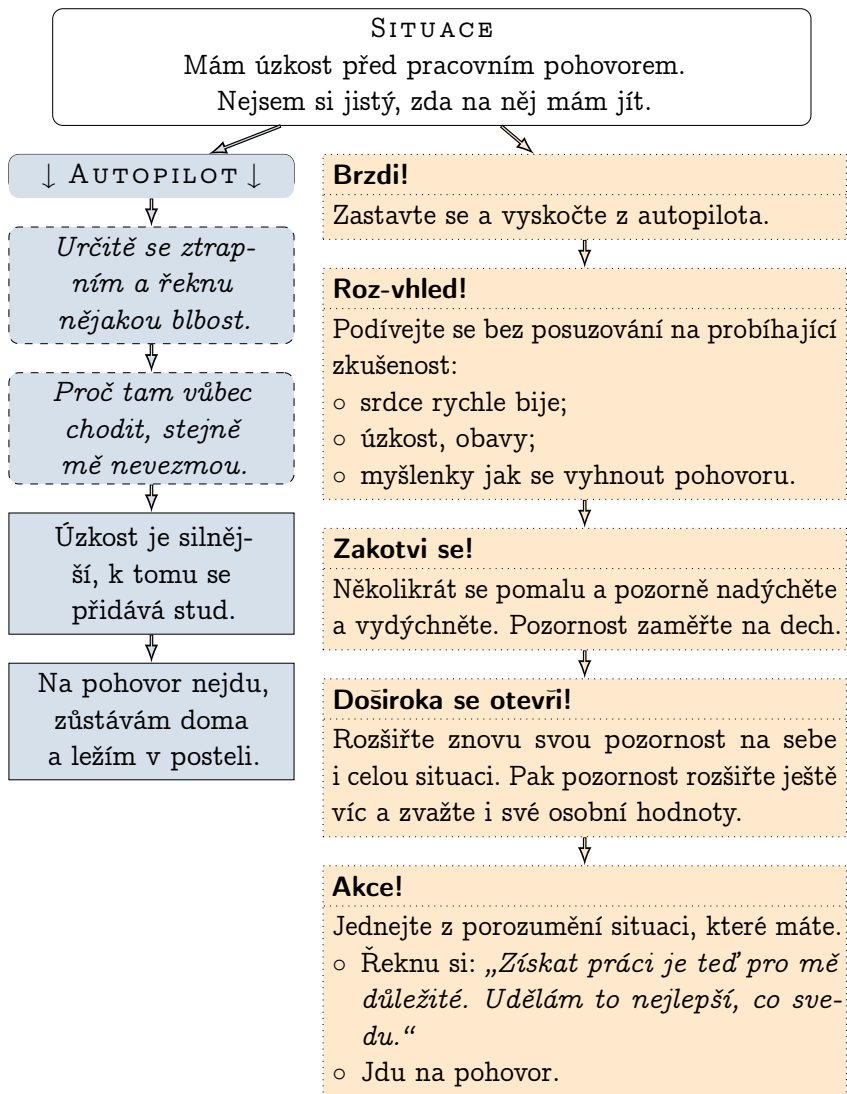 SITUACE
Mám úzkost před pracovním pohovorem.
Nejsem si jistý, zda na něj mám jít.
↓ AUTOPILOT ↓
Určitě se ztrap-
ním a řeknu
nějakou blbost.
Proč tam vůbec
chodit, stejně
mě nevezmou.
Úzkost je silněj-
ší, k tomu se
přidává stud.
Na pohovor nejdu,
zůstávám doma
a ležím v posteli.
Brzdi!
Zastavte se a vyskočte z autopilota.
Roz-vhled!
Podívejte se bez posuzování na probíhající
zkušenost:
◦ srdce rychle bije;
◦ úzkost, obavy;
◦ myšlenky jak se vyhnout pohovoru.
Zakotvi se!
Několikrát se pomalu a pozorně nadýchěte
a vydýchněte. Pozornost zaměřte na dech.
Doširoka se otevři!
Rozšiřte znovu svou pozornost na sebe
i celou situaci. Pak pozornost rozšiřte ještě
víc a zvažte i své osobní hodnoty.
Akce!
Jednejte z porozumění situaci, které máte.
◦ Řeknu si: „Získat práci je teď pro mě
důležité. Udělám to nejlepší, co sve-
du.“
◦ Jdu na pohovor.